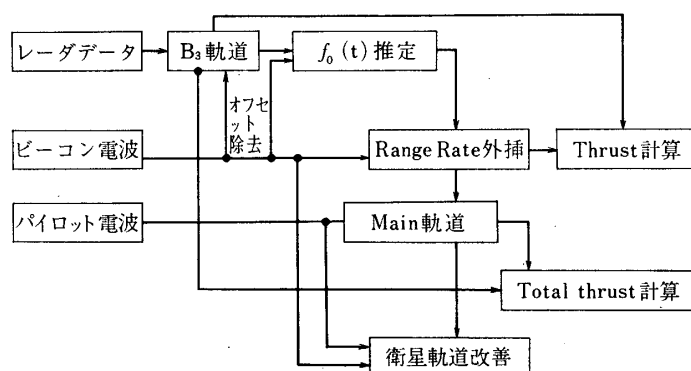 レーダデータ
B₃軌道
f₀(t)推定
オフセ
ット
除去
ビーコン電波
Range Rate外挿
Thrust計算
パイロット電波
Main軌道
Total thrust計算
衛星軌道改善